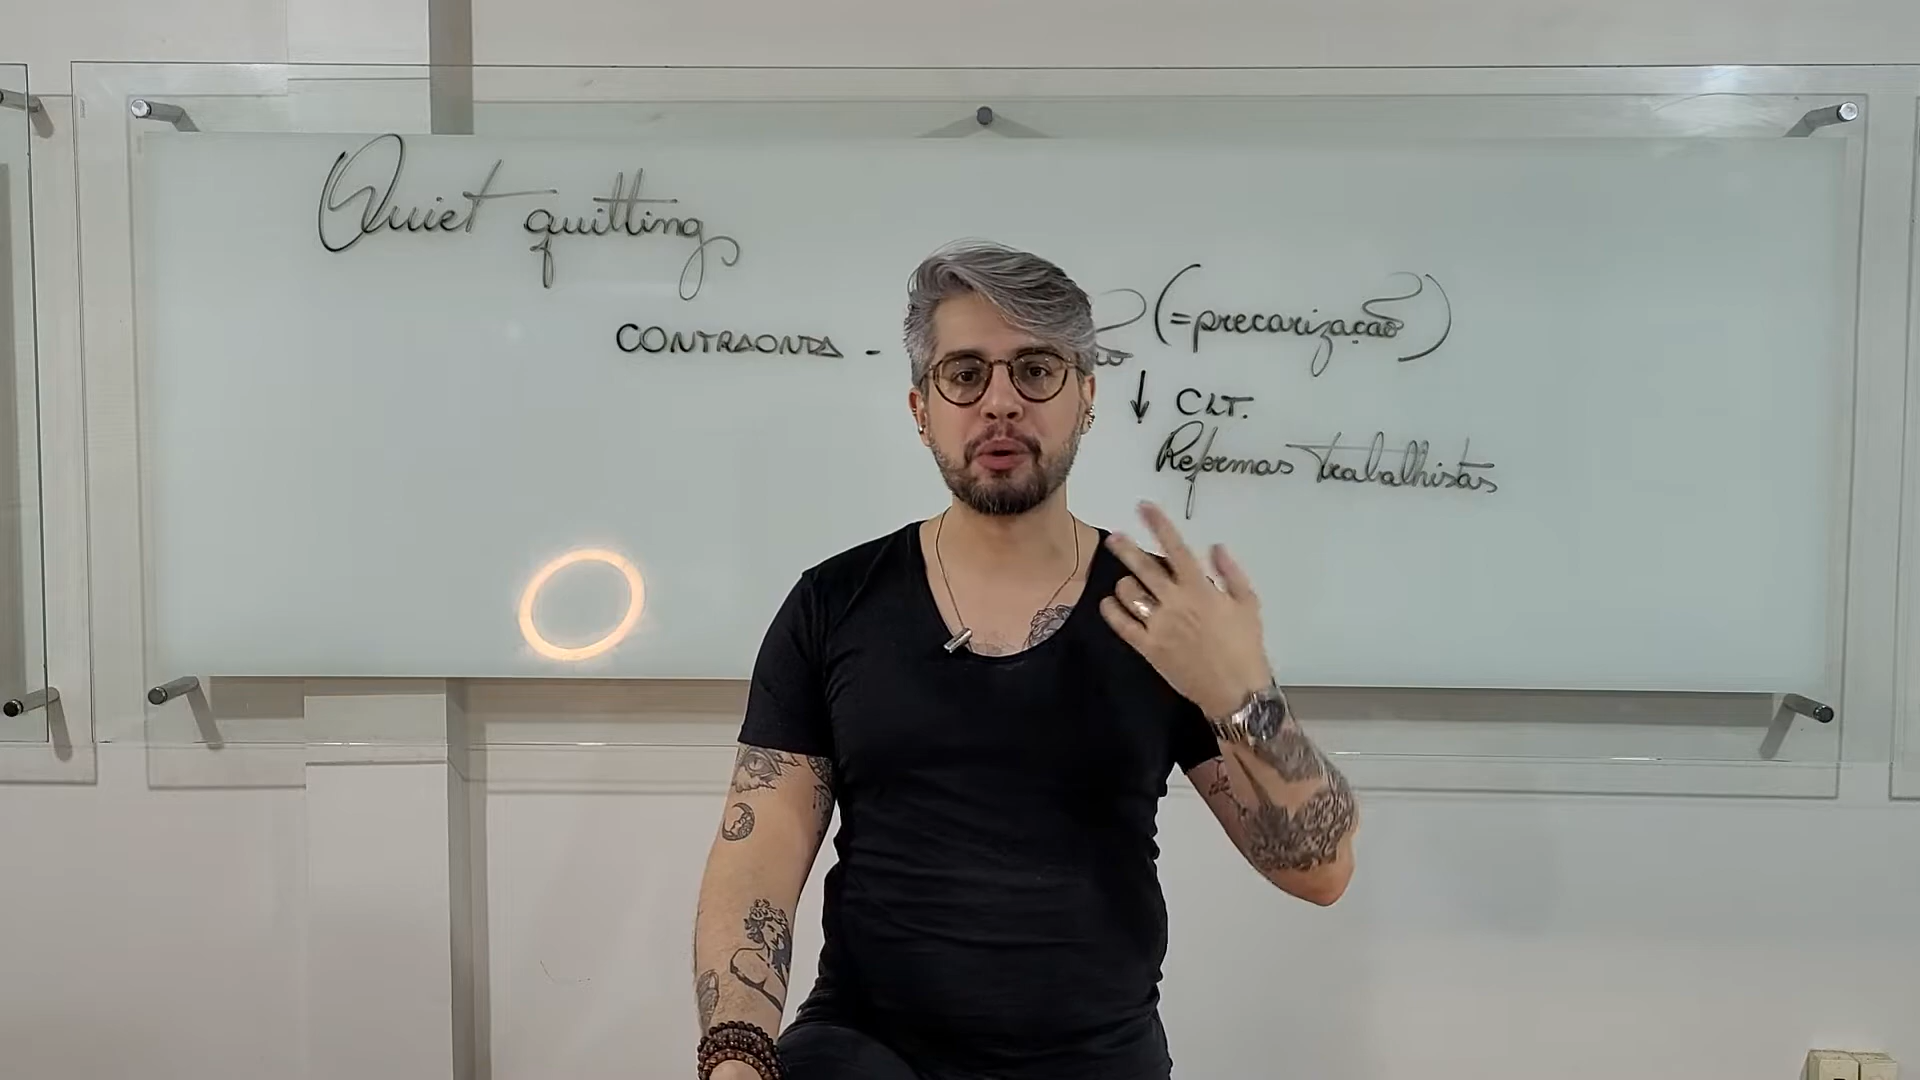 Quiet quitting
CONTRAONDA - (=precarização)
↓ CLT.
Reformas trabalhistas